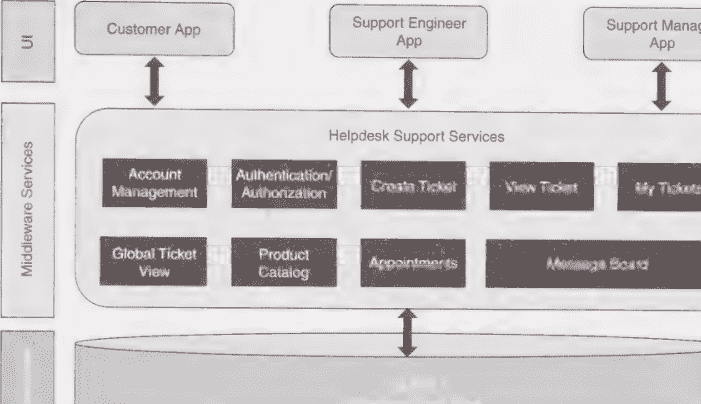 UI
Customer App
Support Engineer
App
Support Manag
App
Middleware Services
Helpdesk Support Services
Account
Management
Authentication/
Authorization
Create Ticket
View Ticket
My Tickets
Global Ticket
View
Product
Catalog
Appointments
Message Board